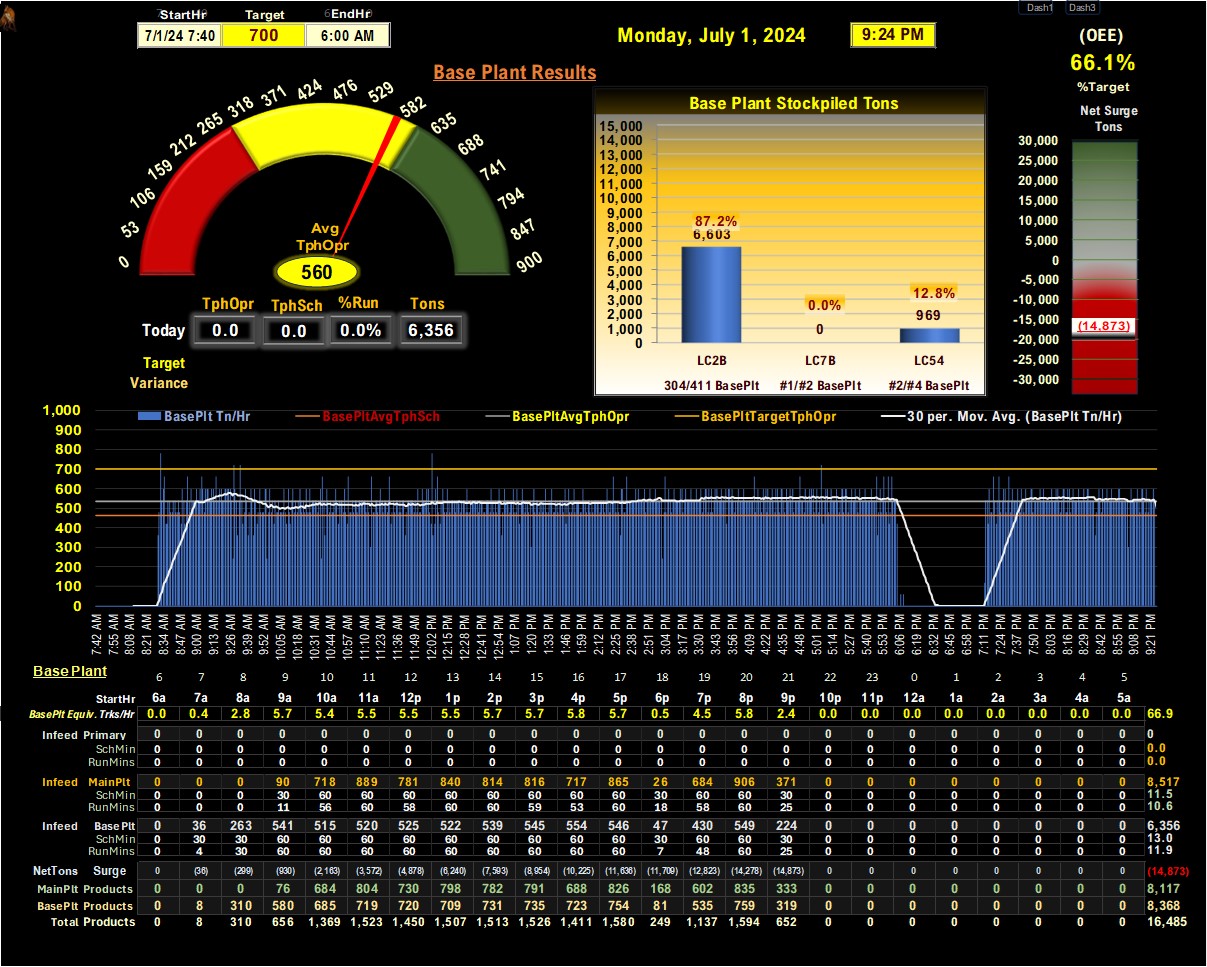 StartHr Target EndHr
7/1/24 7:40 700 6:00 AM
Monday, July 1, 2024 9:24 PM
Dash1 Dash3
(OEE)
66.1%
%Target
Base Plant Results
0 53 106 159 212 265 318 371 424 476 529 582 635 688 741 794 847 900
Avg
TphOpr
560
TphOpr TphSch %Run Tons
Today 0.0 0.0 0.0% 6,356
Target
Variance
Base Plant Stockpiled Tons
15,000
14,000
13,000
12,000
11,000
10,000
9,000
8,000
7,000
6,000
5,000
4,000
3,000
2,000
1,000
0
87.2%
6,603
0.0%
0
12.8%
969
LC2B LC7B LC54
304/411 BasePlt #1/#2 BasePlt #2/#4 BasePlt
Net Surge
Tons
30,000
25,000
20,000
15,000
10,000
5,000
0
-5,000
-10,000
-15,000
-20,000
-25,000
-30,000
(14,873)
BasePlt Tn/Hr BasePltAvgTphSch BasePltAvgTphOpr BasePltTargetTphOpr 30 per. Mov. Avg. (BasePlt Tn/Hr)
1,000
900
800
700
600
500
400
300
200
100
0
7:42 AM 7:55 AM 8:08 AM 8:21 AM 8:34 AM 8:47 AM 9:00 AM 9:13 AM 9:26 AM 9:39 AM 9:52 AM 10:05 AM 10:18 AM 10:31 AM 10:44 AM 10:57 AM 11:10 AM 11:23 AM 11:36 AM 11:49 AM 12:02 PM 12:15 PM 12:28 PM 12:41 PM 12:54 PM 1:07 PM 1:20 PM 1:33 PM 1:46 PM 1:59 PM 2:12 PM 2:25 PM 2:38 PM 2:51 PM 3:04 PM 3:17 PM 3:30 PM 3:43 PM 3:56 PM 4:09 PM 4:22 PM 4:35 PM 4:48 PM 5:01 PM 5:14 PM 5:27 PM 5:40 PM 5:53 PM 6:06 PM 6:19 PM 6:32 PM 6:45 PM 6:58 PM 7:11 PM 7:24 PM 7:37 PM 7:50 PM 8:03 PM 8:16 PM 8:29 PM 8:42 PM 8:55 PM 9:08 PM 9:21 PM
Base Plant 6 7 8 9 10 11 12 13 14 15 16 17 18 19 20 21 22 23 0 1 2 3 4 5
StartHr 6a 7a 8a 9a 10a 11a 12p 1p 2p 3p 4p 5p 6p 7p 8p 9p 10p 11p 12a 1a 2a 3a 4a 5a
BasePlt Equiv. Trks/Hr 0.0 0.4 2.8 5.7 5.4 5.5 5.5 5.5 5.7 5.7 5.8 5.7 0.5 4.5 5.8 2.4 0.0 0.0 0.0 0.0 0.0 0.0 0.0 0.0 66.9
Infeed Primary 0 0 0 0 0 0 0 0 0 0 0 0 0 0 0 0 0 0 0 0 0 0 0 0 0
SchMin 0 0 0 0 0 0 0 0 0 0 0 0 0 0 0 0 0 0 0 0 0 0 0 0 0.0
RunMins 0 0 0 0 0 0 0 0 0 0 0 0 0 0 0 0 0 0 0 0 0 0 0 0 0.0
Infeed MainPlt 0 0 0 90 718 889 781 840 814 816 717 865 26 684 906 371 0 0 0 0 0 0 0 0 8,517
SchMin 0 0 0 30 60 60 60 60 60 60 60 60 30 60 60 30 0 0 0 0 0 0 0 0 11.5
RunMins 0 0 0 11 56 60 58 60 60 59 53 60 18 58 60 25 0 0 0 0 0 0 0 0 10.6
Infeed Base Plt 0 36 263 541 515 520 525 522 539 545 554 546 47 430 549 224 0 0 0 0 0 0 0 0 6,356
SchMin 0 30 30 60 60 60 60 60 60 60 60 60 30 60 60 30 0 0 0 0 0 0 0 0 13.0
RunMins 0 4 30 60 60 60 60 60 60 60 60 60 7 48 60 25 0 0 0 0 0 0 0 0 11.9
NetTons Surge 0 (36) (299) (930) (2,163) (3,572) (4,878) (6,240) (7,593) (8,954) (10,225) (11,636) (11,709) (12,823) (14,278) (14,873) 0 0 0 0 0 0 0 0 (14,873)
MainPlt Products 0 0 0 76 684 804 730 798 782 791 688 826 168 602 835 333 0 0 0 0 0 0 0 0 8,117
BasePlt Products 0 8 310 580 685 719 720 709 731 735 723 754 81 535 759 319 0 0 0 0 0 0 0 0 8,368
Total Products 0 8 310 656 1,369 1,523 1,450 1,507 1,513 1,526 1,411 1,580 249 1,137 1,594 652 0 0 0 0 0 0 0 0 16,485